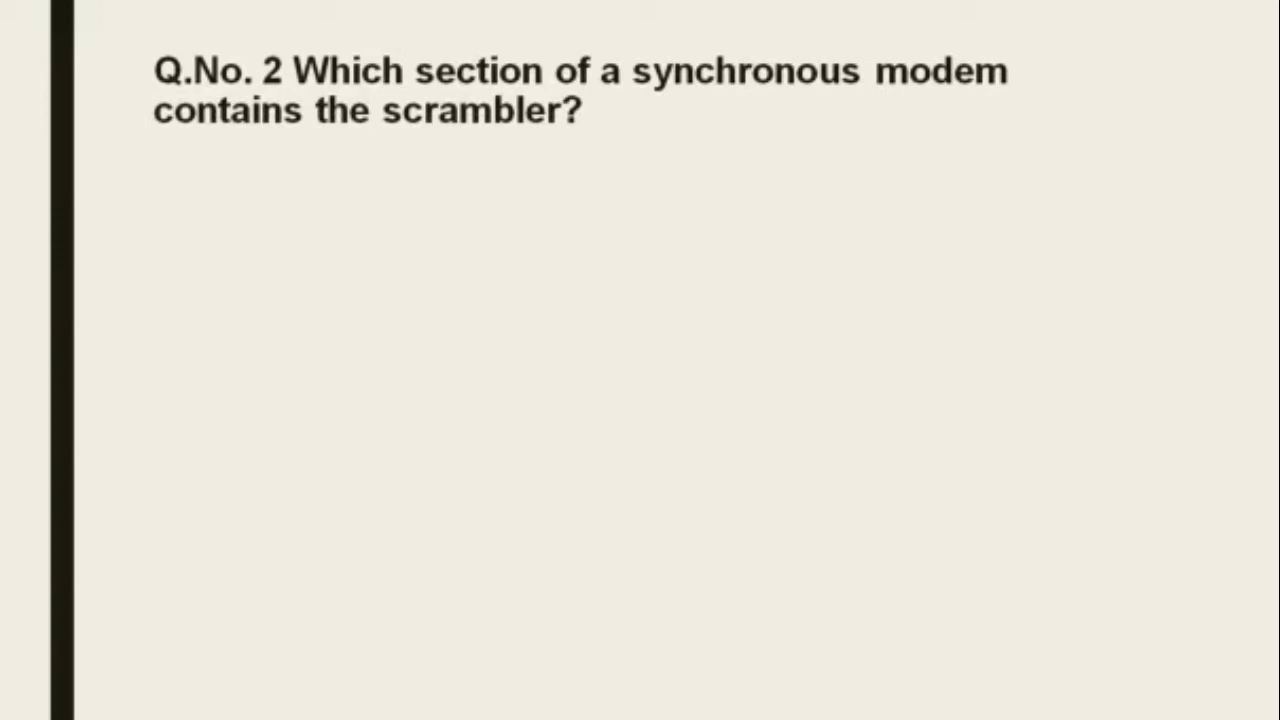 Q.No. 2 Which section of a synchronous modem
contains the scrambler?